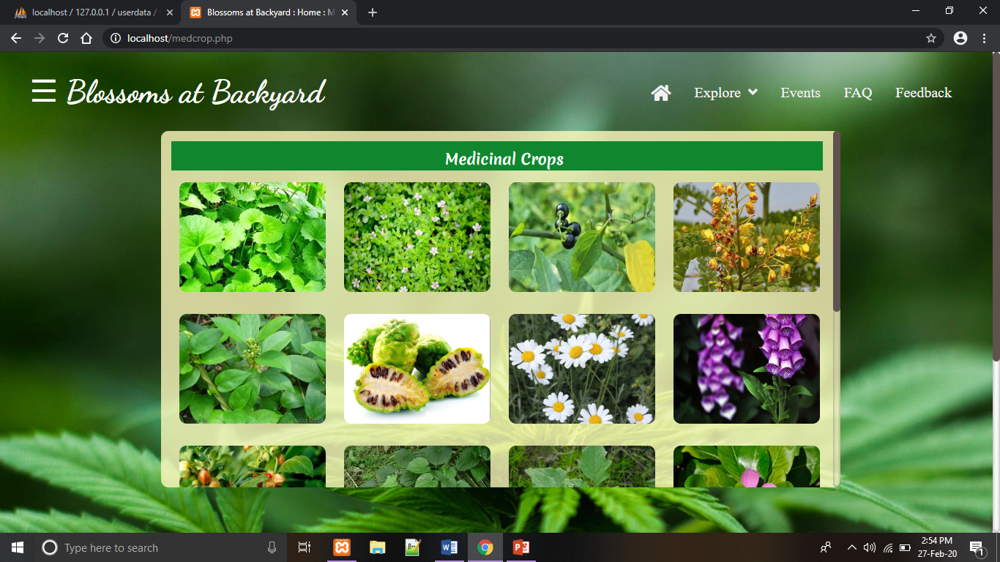 localhost / 127.0.0.1 / userdata /
Blossoms at Backyard : Home : M
localhost/medcrop.php
Blossoms at Backyard
Explore
Events
FAQ
Feedback
Medicinal Crops
Type here to search
2:54 PM
27-Feb-20
1